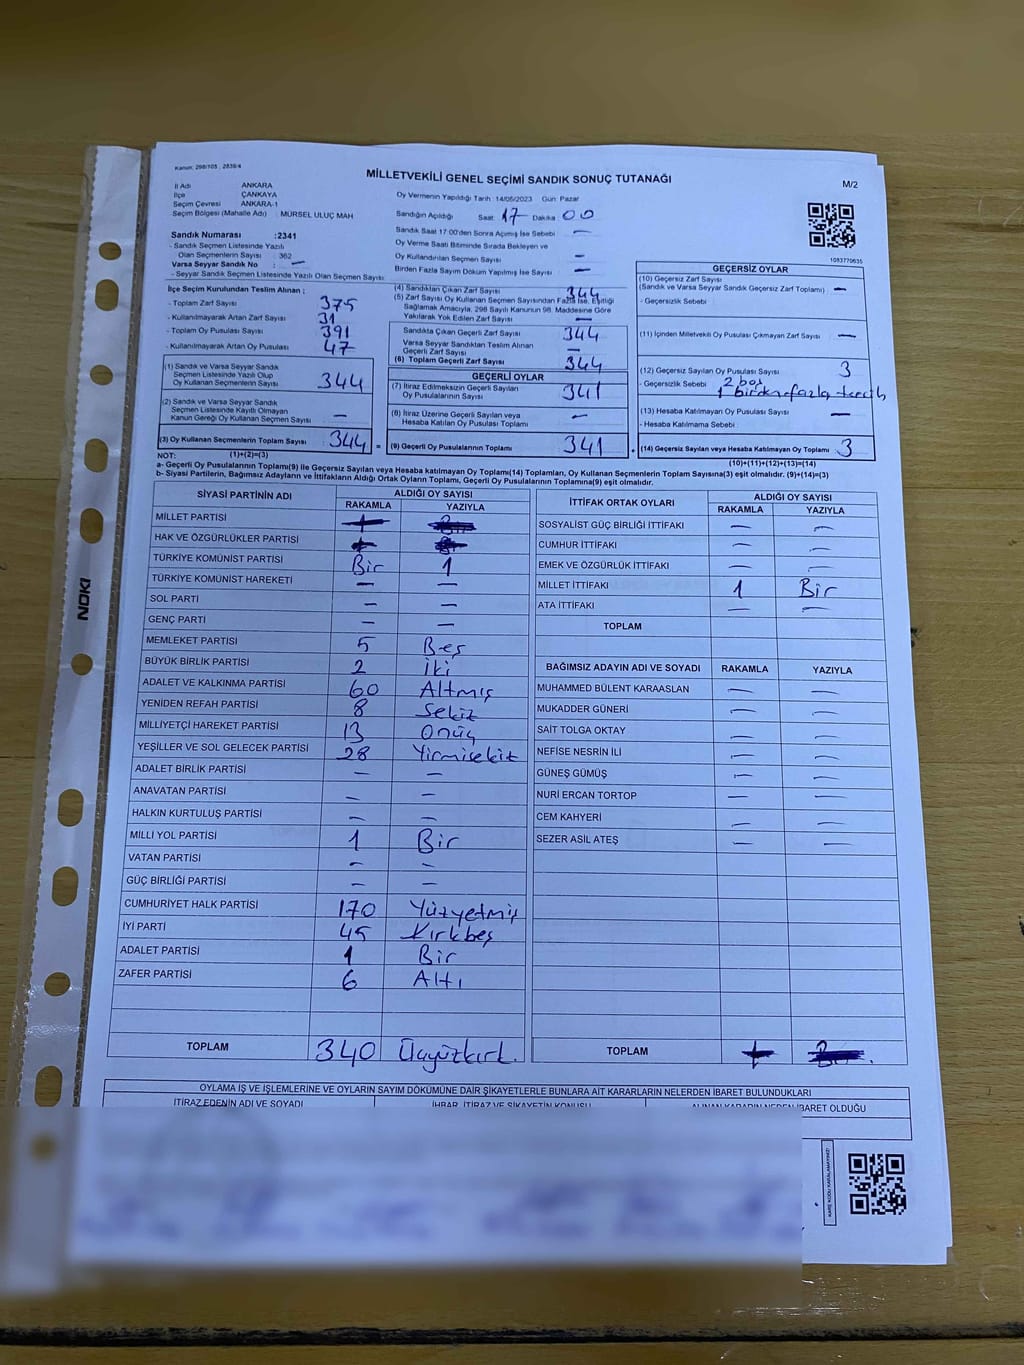 Kanun: 298/105 , 2839/4
MİLLETVEKİLİ GENEL SEÇİMİ SANDIK SONUÇ TUTANAĞI
M/2
İl Adı ANKARA
İlçe ÇANKAYA
Seçim Çevresi ANKARA-1
Seçim Bölgesi (Mahalle Adı) : MÜRSEL ULUÇ MAH
Sandık Numarası :2341
- Sandık Seçmen Listesinde Yazılı
Olan Seçmenlerin Sayısı : 362
Varsa Seyyar Sandık No : —
- Seyyar Sandık Seçmen Listesinde Yazılı Olan Seçmen Sayısı
Oy Vermenin Yapıldığı Tarih :14/05/2023 Gün: Pazar
Sandığın Açıldığı Saat: 17 Dakika 00
Sandık Saat 17:00'den Sonra Açılmış İse Sebebi —
Oy Verme Saati Bitiminde Sırada Bekleyen ve
Oy Kullandırılan Seçmen Sayısı —
Birden Fazla Sayım Döküm Yapılmış İse Sayısı —
1083770635
İlçe Seçim Kurulundan Teslim Alınan ;
- Toplam Zarf Sayısı 375
- Kullanılmayarak Artan Zarf Sayısı 31
- Toplam Oy Pusulası Sayısı 391
- Kullanılmayarak Artan Oy Pusulası 47
(1) Sandık ve Varsa Seyyar Sandık
Seçmen Listesinde Yazılı Olup
Oy Kullanan Seçmenlerin Sayısı 344
(2) Sandık ve Varsa Seyyar Sandık
Seçmen Listesinde Kayıtlı Olmayan
Kanun Gereği Oy Kullanan Seçmen Sayısı —
(3) Oy Kullanan Seçmenlerin Toplam Sayısı 344 =
(1)+(2)=(3)
(4) Sandıktan Çıkan Zarf Sayısı 344
(5) Zarf Sayısı Oy Kullanan Seçmen Sayısından Fazla İse, Eşitliği
Sağlamak Amacıyla, 298 Sayılı Kanunun 98. Maddesine Göre
Yakılarak Yok Edilen Zarf Sayısı —
Sandıkta Çıkan Geçerli Zarf Sayısı 344
Varsa Seyyar Sandıktan Teslim Alınan
Geçerli Zarf Sayısı —
(6) Toplam Geçerli Zarf Sayısı 344
GEÇERLİ OYLAR
(7) İtiraz Edilmeksizin Geçerli Sayılan
Oy Pusulalarının Sayısı 341
(8) İtiraz Üzerine Geçerli Sayılan veya
Hesaba Katılan Oy Pusulası Toplamı —
(9) Geçerli Oy Pusulalarının Toplamı 341 +
GEÇERSİZ OYLAR
(10) Geçersiz Zarf Sayısı
(Sandık ve Varsa Seyyar Sandık Geçersiz Zarf Toplamı) —
- Geçersizlik Sebebi :
(11) İçinden Milletvekili Oy Pusulası Çıkmayan Zarf Sayısı —
(12) Geçersiz Sayılan Oy Pusulası Sayısı 3
- Geçersizlik Sebebi : 2 boş
1 birden fazla tercih
(13) Hesaba Katılmayan Oy Pusulası Sayısı —
- Hesaba Katılmama Sebebi :
(14) Geçersiz Sayılan veya Hesaba Katılmayan Oy Toplamı 3
(10)+(11)+(12)+(13)=(14)
NOT:
a- Geçerli Oy Pusulalarının Toplamı(9) ile Geçersiz Sayılan veya Hesaba katılmayan Oy Toplamı(14) Toplamları, Oy Kullanan Seçmenlerin Toplam Sayısına(3) eşit olmalıdır. (9)+(14)=(3)
b- Siyasi Partilerin, Bağımsız Adayların ve İttifakların Aldığı Ortak Oyların Toplamı, Geçerli Oy Pusulalarının Toplamına(9) eşit olmalıdır.
SİYASİ PARTİNİN ADI ALDIĞI OY SAYISI
RAKAMLA YAZIYLA
MİLLET PARTİSİ
HAK VE ÖZGÜRLÜKLER PARTİSİ
TÜRKİYE KOMÜNİST PARTİSİ Bir 1
TÜRKİYE KOMÜNİST HAREKETİ — —
SOL PARTİ — —
GENÇ PARTİ — —
MEMLEKET PARTİSİ 5 Beş
BÜYÜK BİRLİK PARTİSİ 2 İki
ADALET VE KALKINMA PARTİSİ 60 Altmış
YENİDEN REFAH PARTİSİ 8 Sekiz
MİLLİYETÇİ HAREKET PARTİSİ 13 Onüç
YEŞİLLER VE SOL GELECEK PARTİSİ 28 Yirmisekiz
ADALET BİRLİK PARTİSİ — —
ANAVATAN PARTİSİ — —
HALKIN KURTULUŞ PARTİSİ — —
MİLLİ YOL PARTİSİ 1 Bir
VATAN PARTİSİ — —
GÜÇ BİRLİĞİ PARTİSİ — —
CUMHURİYET HALK PARTİSİ 170 Yüzyetmiş
İYİ PARTİ 45 Kırkbeş
ADALET PARTİSİ 1 Bir
ZAFER PARTİSİ 6 Altı
TOPLAM 340 Üçyüzkırk.
İTTİFAK ORTAK OYLARI ALDIĞI OY SAYISI
RAKAMLA YAZIYLA
SOSYALİST GÜÇ BİRLİĞİ İTTİFAKI — —
CUMHUR İTTİFAKI — —
EMEK VE ÖZGÜRLÜK İTTİFAKI — —
MİLLET İTTİFAKI 1 Bir
ATA İTTİFAKI — —
TOPLAM
BAĞIMSIZ ADAYIN ADI VE SOYADI RAKAMLA YAZIYLA
MUHAMMED BÜLENT KARAASLAN — —
MUKADDER GÜNERİ — —
SAİT TOLGA OKTAY — —
NEFİSE NESRİN İLİ — —
GÜNEŞ GÜMÜŞ — —
NURİ ERCAN TORTOP — —
CEM KAHYERİ — —
SEZER ASİL ATEŞ — —
TOPLAM
OYLAMA İŞ VE İŞLEMLERİNE VE OYLARIN SAYIM DÖKÜMÜNE DAİR ŞİKAYETLERLE BUNLARA AİT KARARLARIN NELERDEN İBARET BULUNDUKLARI
İTİRAZ EDENİN ADI VE SOYADI İHBAR, İTİRAZ VE ŞİKAYETİN KONUSU ALINAN KARARIN NEDEN İBARET OLDUĞU
KARE KODU KARALAMAYINIZ!
NOKI